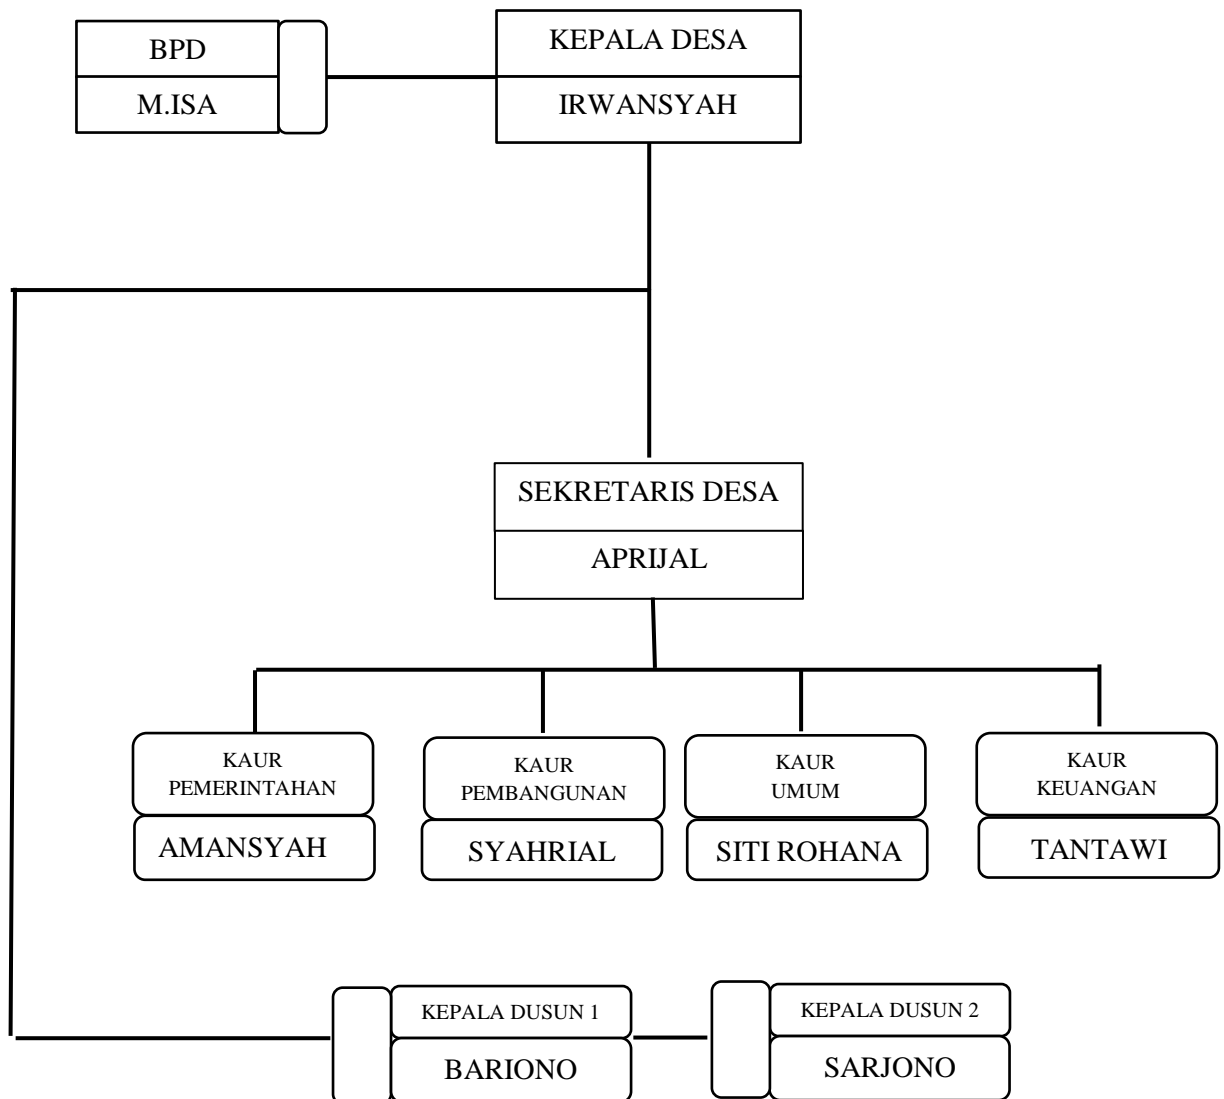 BPD
M.ISA
KEPALA DESA
IRWANSYAH
SEKRETARIS DESA
APRIJAL
KAUR
PEMERINTAHAN
AMANSYAH
KAUR
PEMBANGUNAN
SYAHRIAL
KAUR
UMUM
SITI ROHANA
KAUR
KEUANGAN
TANTAWI
KEPALA DUSUN 1
BARIONO
KEPALA DUSUN 2
SARJONO